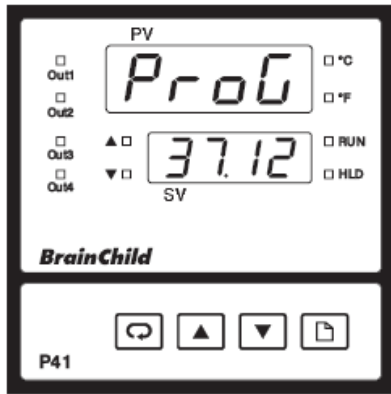 PV
ProG
°C
°F
Out1
Out2
Out3
Out4
▲
▼
37.12
RUN
HLD
SV
BrainChild
P41